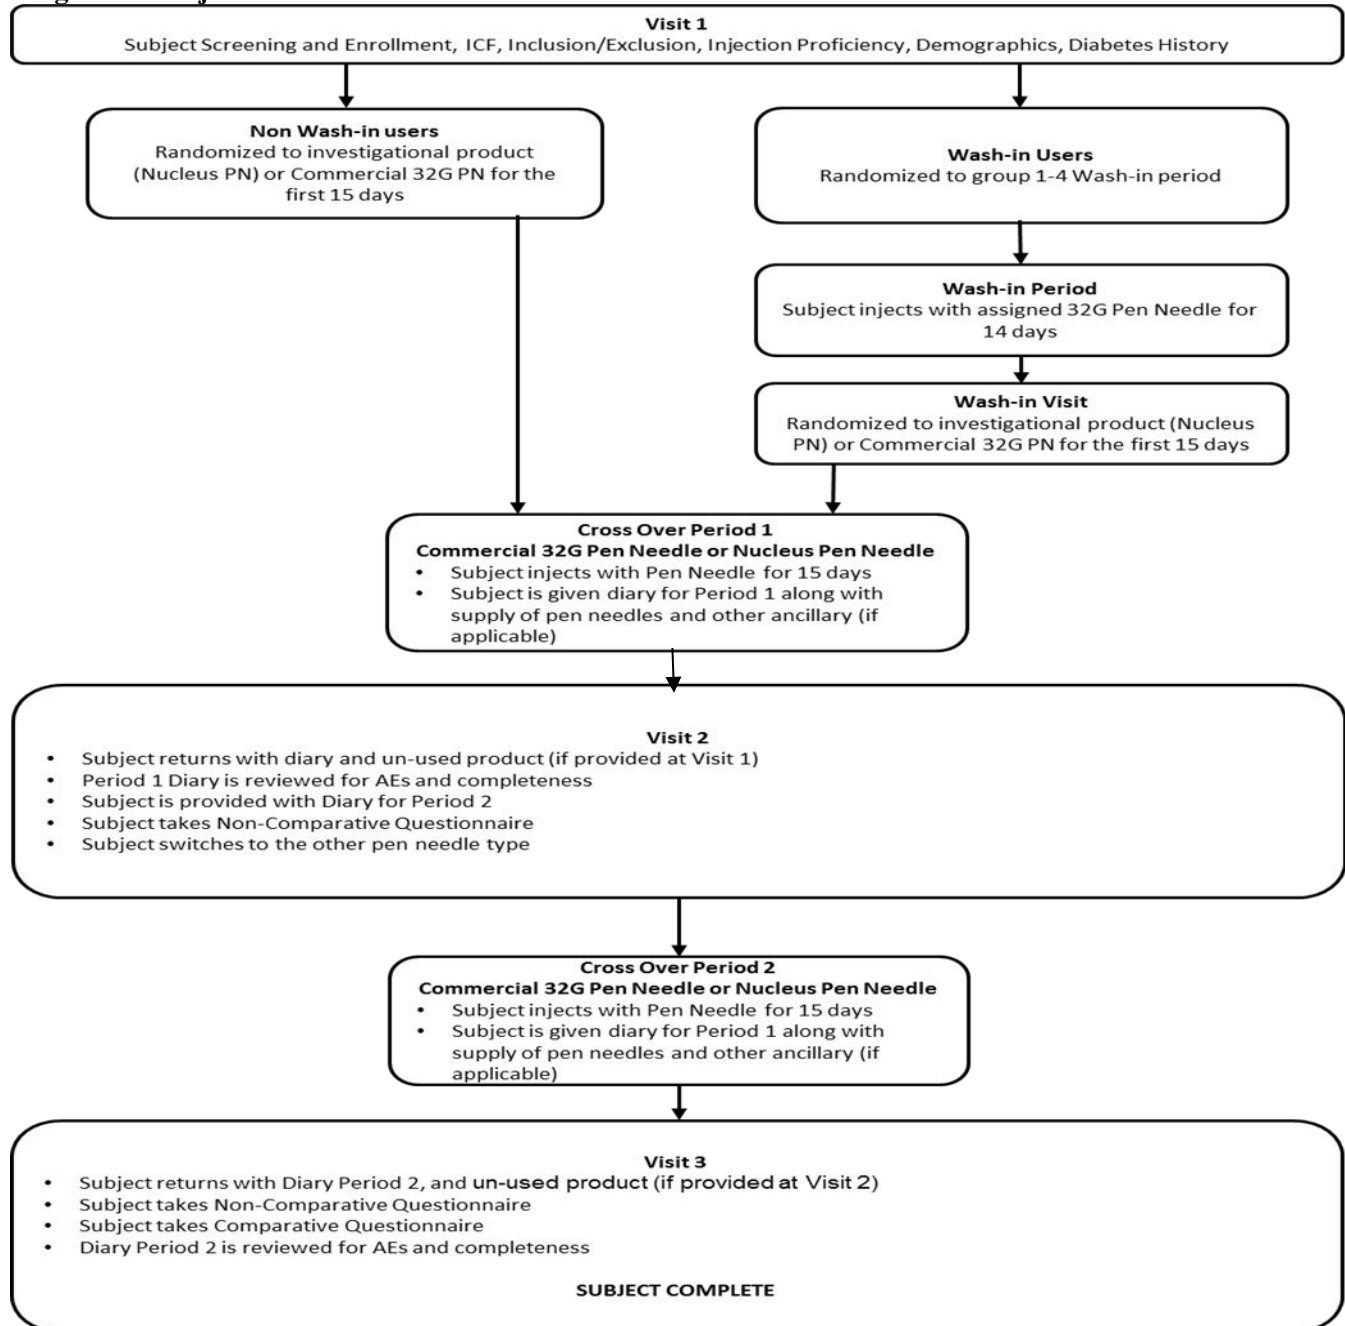 Visit 1
Subject Screening and Enrollment, ICF, Inclusion/Exclusion, Injection Proficiency, Demographics, Diabetes History
Non Wash-in users
Randomized to investigational product
(Nucleus PN) or Commercial 32G PN for the
first 15 days
Wash-in Users
Randomized to group 1-4 Wash-in period
Wash-in Period
Subject injects with assigned 32G Pen Needle for
14 days
Wash-in Visit
Randomized to investigational product (Nucleus
PN) or Commercial 32G PN for the first 15 days
Cross Over Period 1
Commercial 32G Pen Needle or Nucleus Pen Needle
• Subject injects with Pen Needle for 15 days
• Subject is given diary for Period 1 along with
supply of pen needles and other ancillary (if
applicable)
Visit 2
• Subject returns with diary and un-used product (if provided at Visit 1)
• Period 1 Diary is reviewed for AEs and completeness
• Subject is provided with Diary for Period 2
• Subject takes Non-Comparative Questionnaire
• Subject switches to the other pen needle type
Cross Over Period 2
Commercial 32G Pen Needle or Nucleus Pen Needle
• Subject injects with Pen Needle for 15 days
• Subject is given diary for Period 1 along with
supply of pen needles and other ancillary (if
applicable)
Visit 3
• Subject returns with Diary Period 2, and un-used product (if provided at Visit 2)
• Subject takes Non-Comparative Questionnaire
• Subject takes Comparative Questionnaire
• Diary Period 2 is reviewed for AEs and completeness
SUBJECT COMPLETE